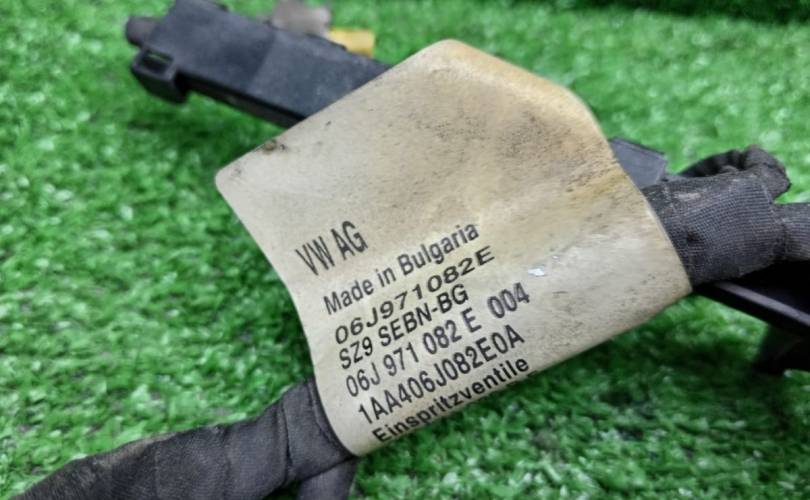 VW AG
Made in Bulgaria
06J971082E
SZ9 SEBN-BG
06J 971 082 E 004
1AA406J082E0A
Einspritzventile